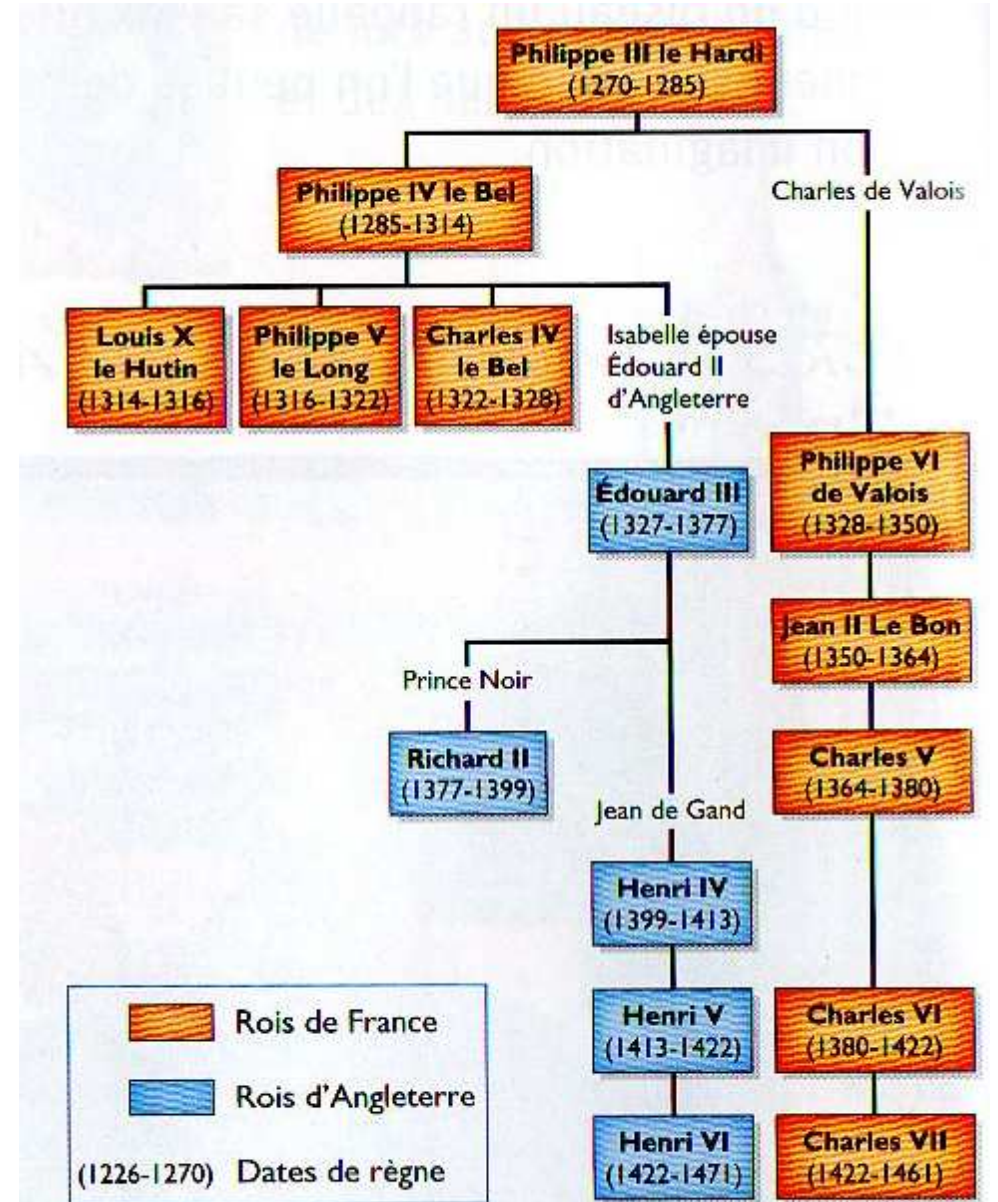 Philippe III le Hardi
(1270-1285)
Philippe IV le Bel
(1285-1314)
Charles de Valois
Louis X
le Hutin
(1314-1316)
Philippe V
le Long
(1316-1322)
Charles IV
le Bel
(1322-1328)
Isabelle épouse
Édouard II
d'Angleterre
Édouard III
(1327-1377)
Philippe VI
de Valois
(1328-1350)
Jean II Le Bon
(1350-1364)
Prince Noir
Richard II
(1377-1399)
Charles V
(1364-1380)
Jean de Gand
Henri IV
(1399-1413)
Henri V
(1413-1422)
Charles VI
(1380-1422)
Henri VI
(1422-1471)
Charles VII
(1422-1461)
Rois de France
Rois d'Angleterre
(1226-1270) Dates de règne